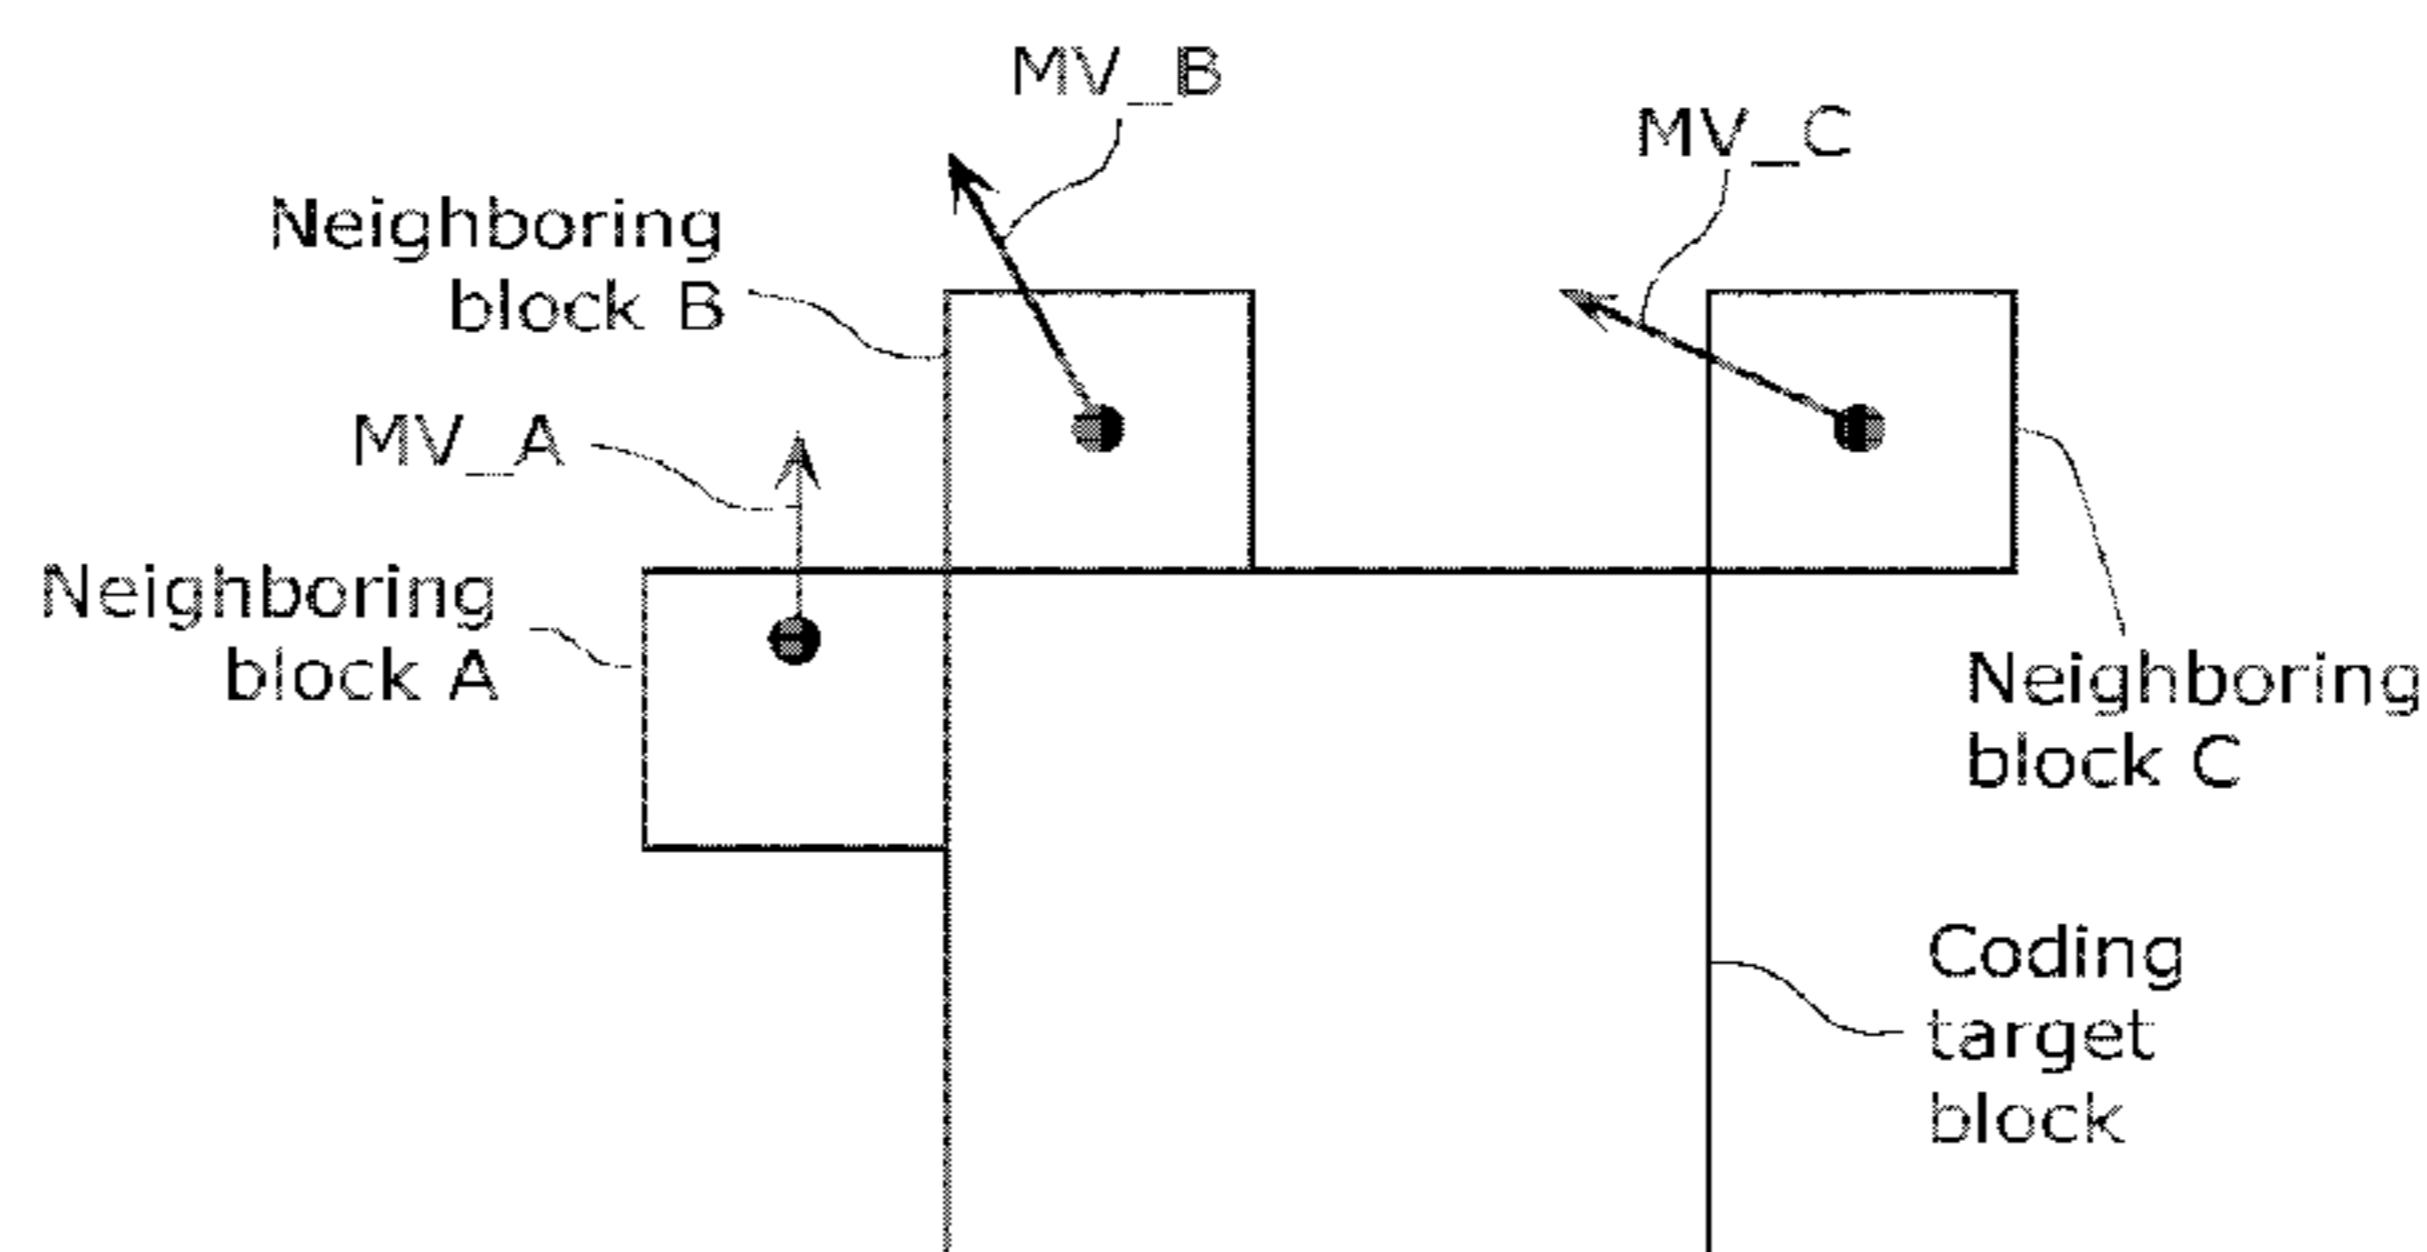 MV_B
MV_C
Neighboring
block B
MV_A
Neighboring
block A
Neighboring
block C
Coding
target
block